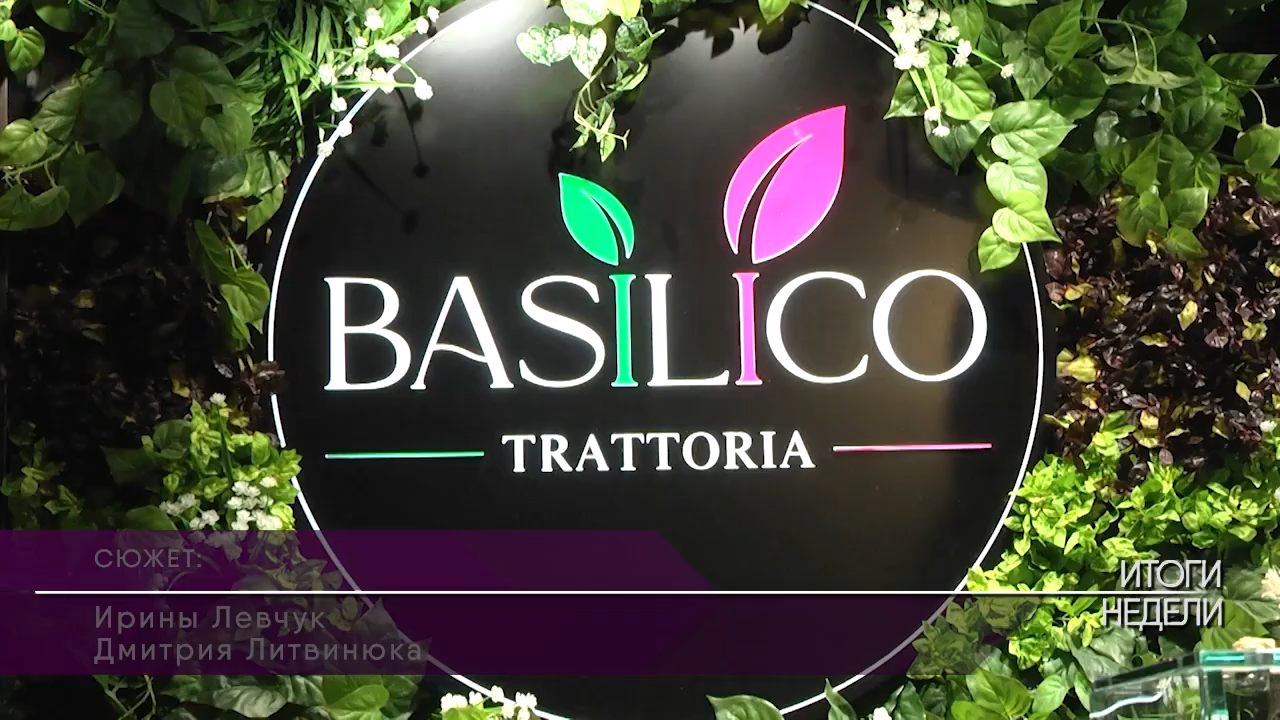 BASILICO
TRATTORIA
СЮЖЕТ:
Ирины Левчук
Дмитрия Литвинюка
ИТОГИ
НЕДЕЛИ